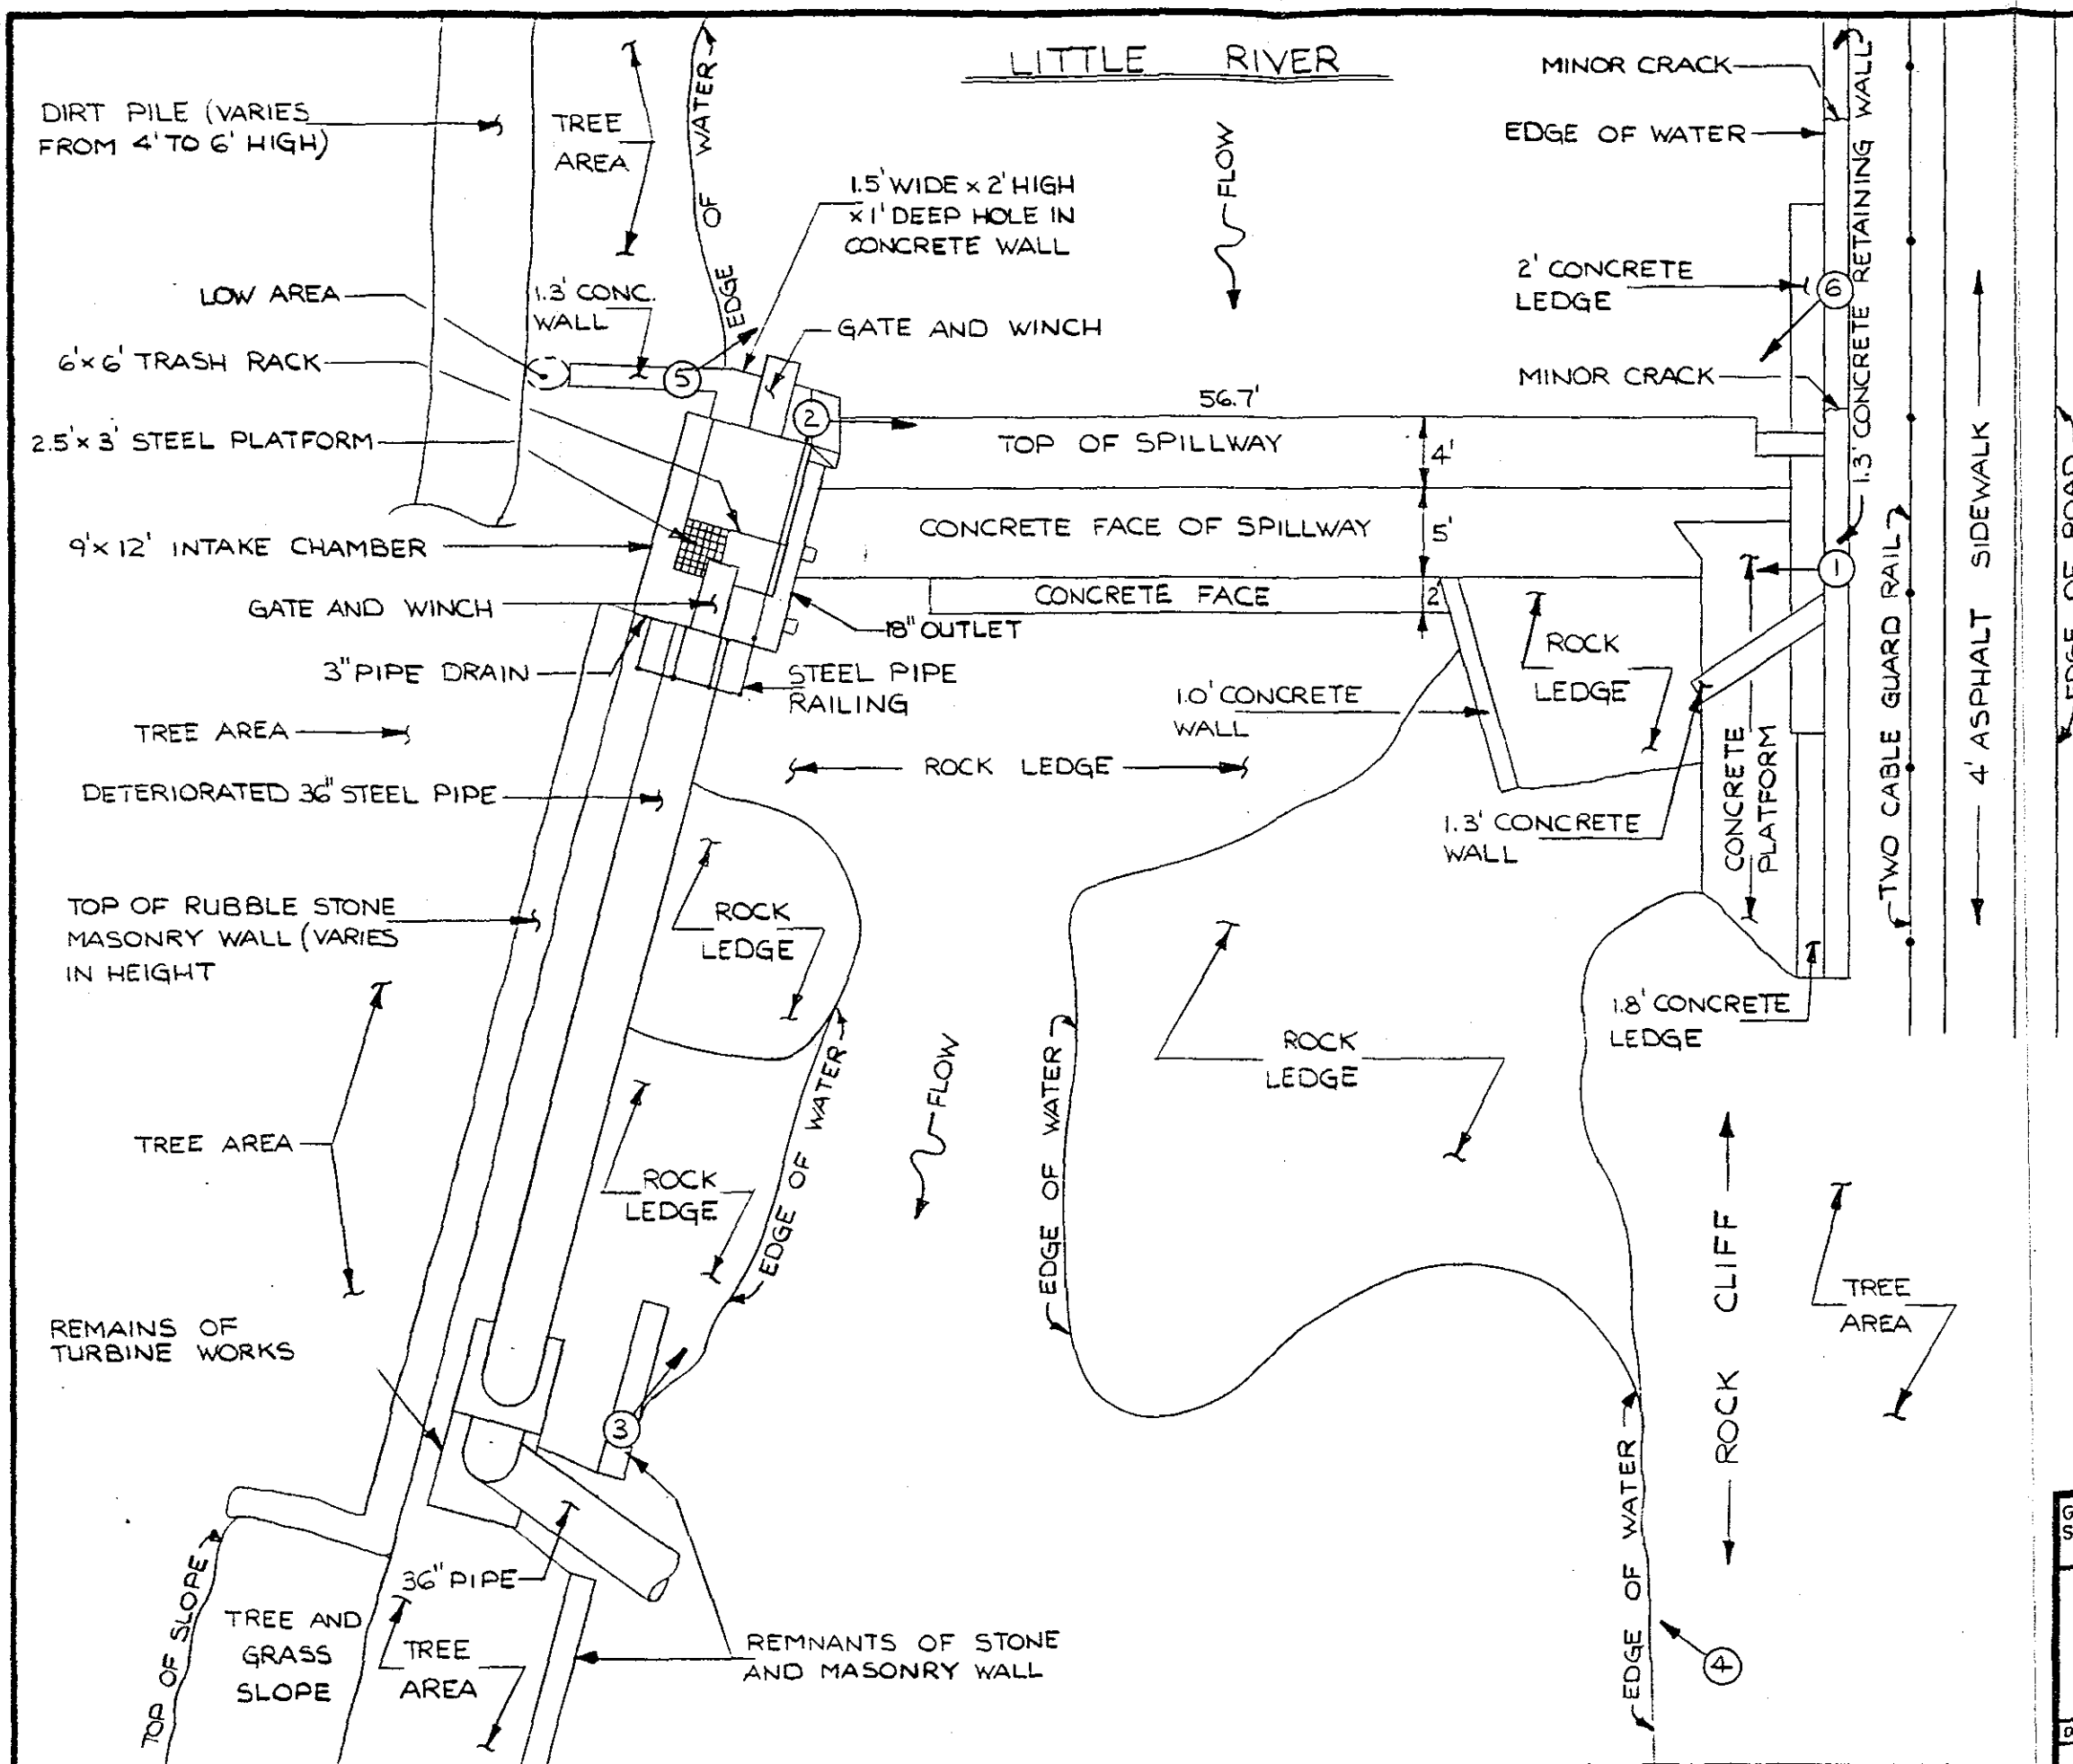 LITTLE RIVER
DIRT PILE (VARIES
FROM 4' TO 6' HIGH)
TREE
AREA
EDGE OF WATER
1.5' WIDE x 2' HIGH
x 1' DEEP HOLE IN
CONCRETE WALL
FLOW
MINOR CRACK
EDGE OF WATER
1.3' CONCRETE RETAINING WALL
2' CONCRETE
LEDGE
6
MINOR CRACK
LOW AREA
1.3' CONC.
WALL
GATE AND WINCH
6'x 6' TRASH RACK
5
2
56.7'
2.5'x 3' STEEL PLATFORM
TOP OF SPILLWAY
4'
9'x 12' INTAKE CHAMBER
CONCRETE FACE OF SPILLWAY
5'
1
GATE AND WINCH
CONCRETE FACE
2'
18" OUTLET
3" PIPE DRAIN
STEEL PIPE
RAILING
ROCK
LEDGE
1.0' CONCRETE
WALL
TREE AREA
ROCK LEDGE
CONCRETE
PLATFORM
TWO CABLE GUARD RAIL
4' ASPHALT SIDEWALK
EDGE OF ROAD
DETERIORATED 36" STEEL PIPE
1.3' CONCRETE
WALL
TOP OF RUBBLE STONE
MASONRY WALL (VARIES
IN HEIGHT
ROCK
LEDGE
1.8' CONCRETE
LEDGE
EDGE OF WATER
FLOW
EDGE OF WATER
ROCK
LEDGE
TREE AREA
ROCK
LEDGE
ROCK CLIFF
TREE
AREA
REMAINS OF
TURBINE WORKS
3
EDGE OF WATER
36" PIPE
TOP OF SLOPE
TREE AND
GRASS
SLOPE
TREE
AREA
REMNANTS OF STONE
AND MASONRY WALL
4